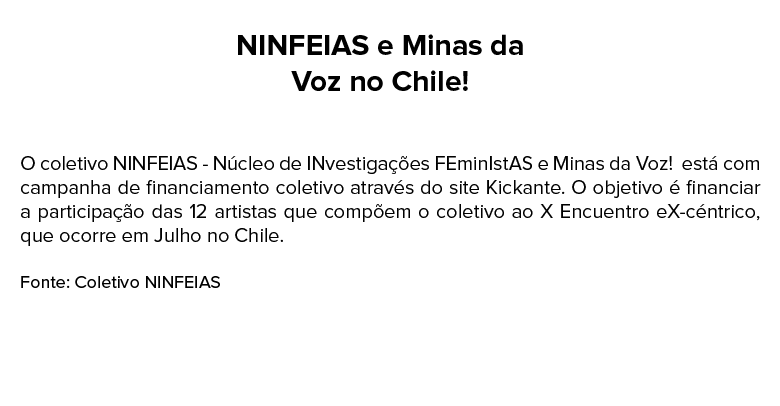 NINFEIAS e Minas da
Voz no Chile!
O coletivo NINFEIAS - Núcleo de INvestigações FEminIstAS e Minas da Voz!  está com
campanha de financiamento coletivo através do site Kickante. O objetivo é financiar
a participação das 12 artistas que compõem o coletivo ao X Encuentro eX-céntrico,
que ocorre em Julho no Chile.
Fonte: Coletivo NINFEIAS